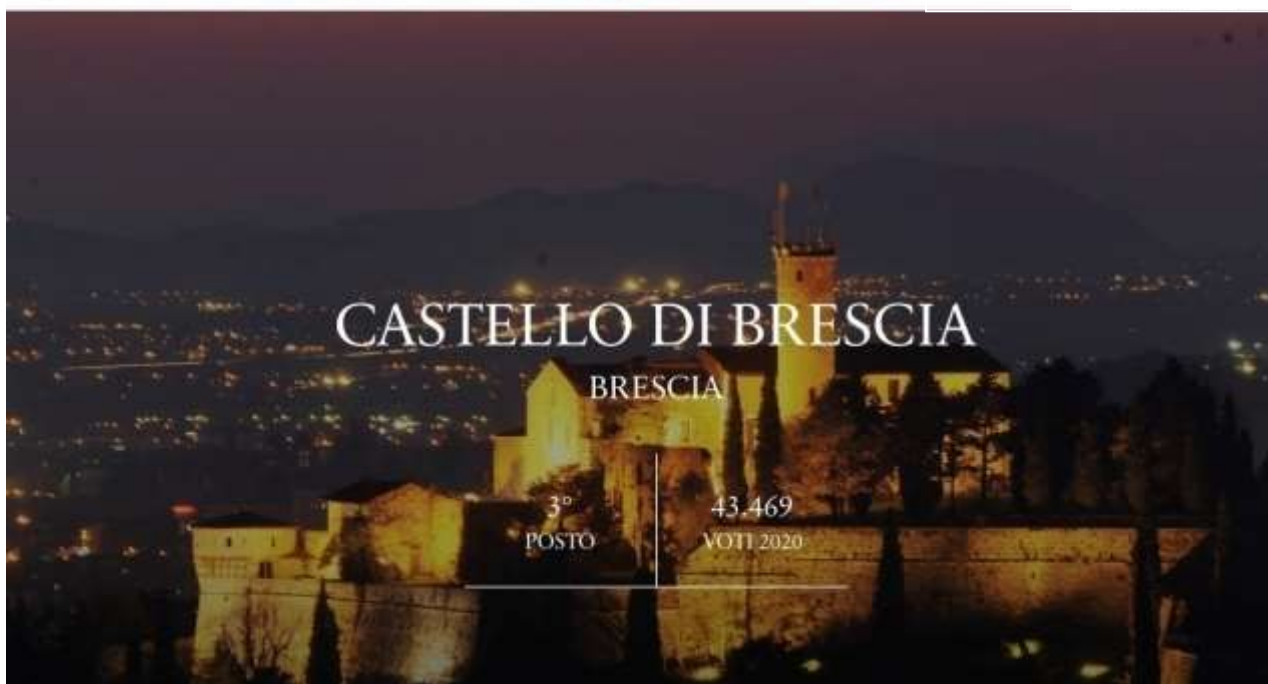 CASTELLO DI BRESCIA
BRESCIA
3°
POSTO
43.469
VOTI 2020